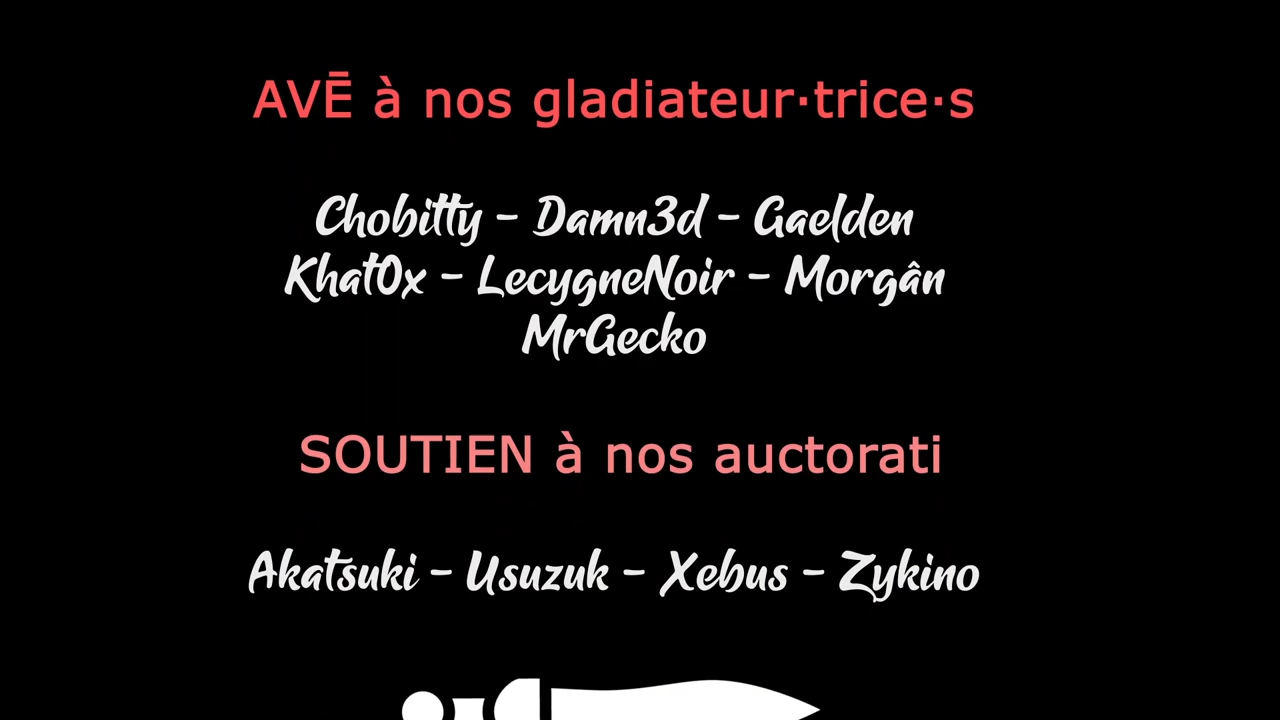 AVĒ à nos gladiateur·trice·s
Chobitty - Damn3d - Gaelden
Khat0x - LecygneNoir - Morgân
MrGecko
SOUTIEN à nos auctorati
Akatsuki - Usuzuk - Xebus - Zykino